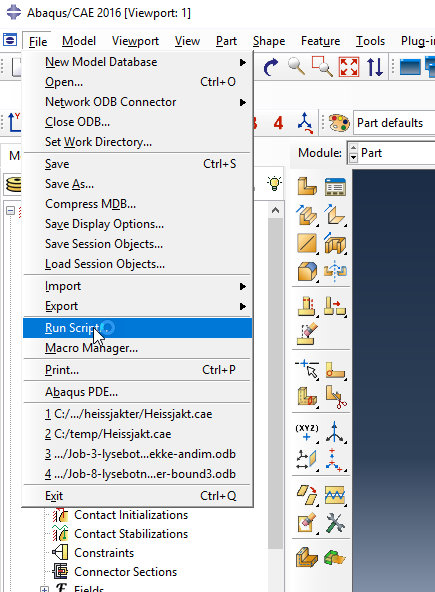 Abaqus/CAE 2016 [Viewport: 1]
File Model Viewport View Part Shape Feature Tools Plug-in
New Model Database
Open... Ctrl+O
Network ODB Connector
Close ODB...
Set Work Directory...
Save Ctrl+S
Save As...
Compress MDB...
Save Display Options...
Save Session Objects...
Load Session Objects...
Import
Export
Run Script...
Macro Manager...
Print... Ctrl+P
Abaqus PDE...
1 C:/.../heissjakter/Heissjakt.cae
2 C:/temp/Heissjakt.cae
3 .../Job-3-lysebot...ekke-andim.odb
4 .../Job-8-lysebotn...er-bound3.odb
Exit Ctrl+Q
3 4
Part defaults
Module: Part
(XYZ)
Contact Initializations
Contact Stabilizations
Constraints
Connector Sections
Fields